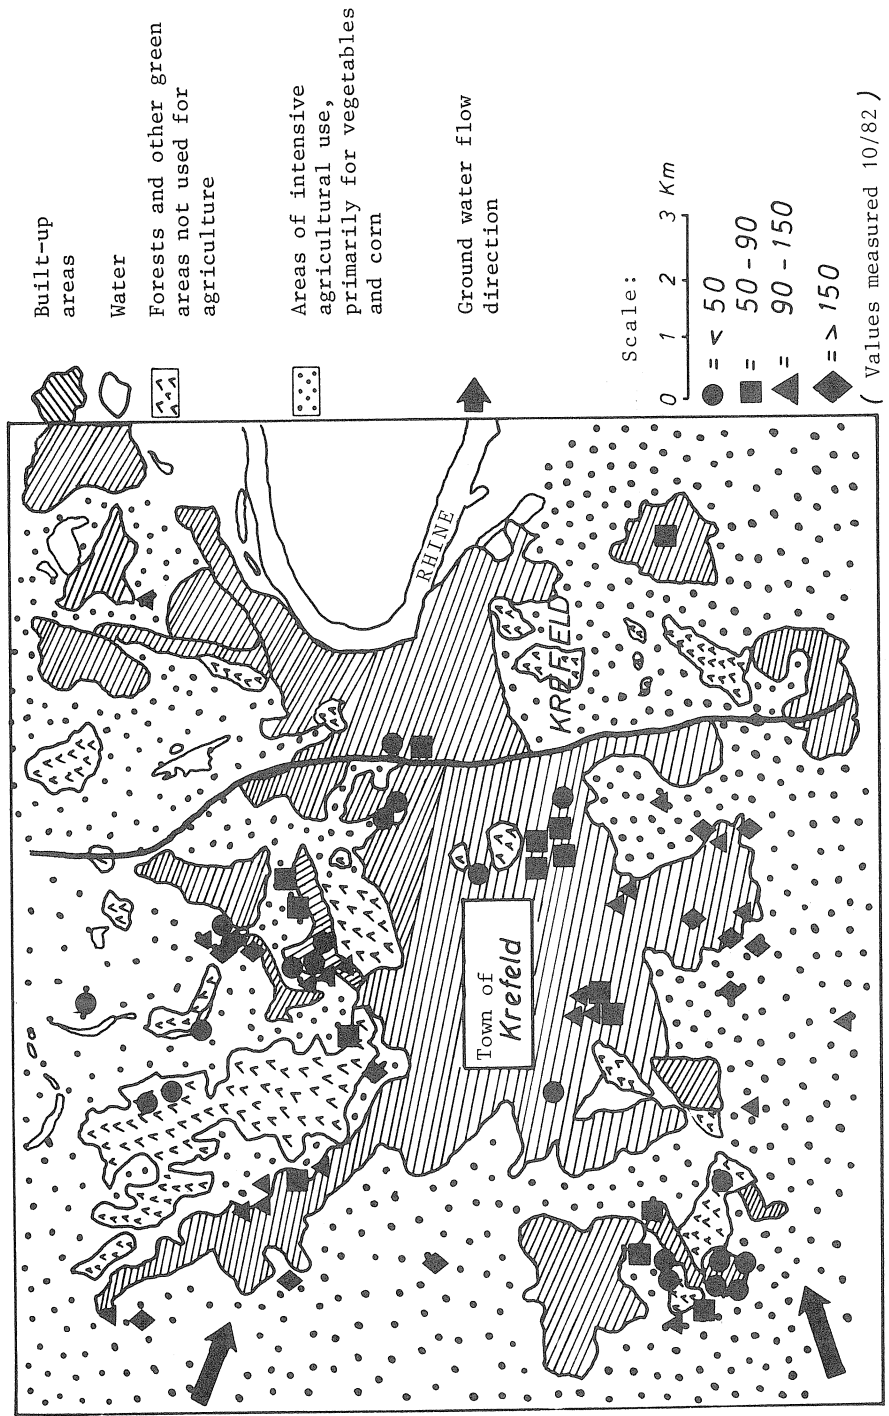 Built-up
areas
Water
Forests and other green
areas not used for
agriculture
Areas of intensive
agricultural use,
primarily for vegetables
and corn
Ground water flow
direction
Scale:
0 1 2 3 Km
= < 50
= 50-90
= 90-150
= > 150
(Values measured 10/82)
RHINE
KREFELD
Town of
Krefeld